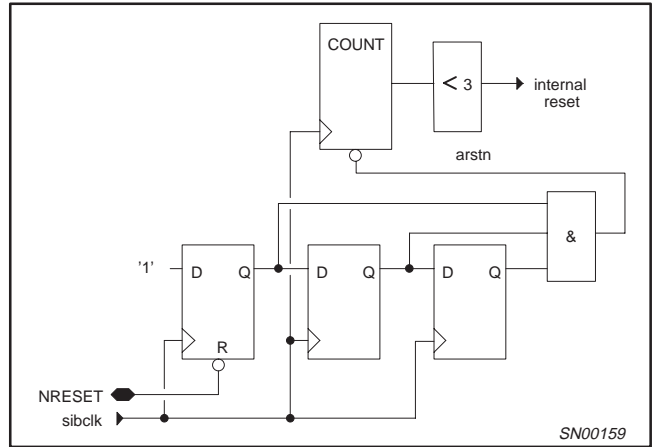 COUNT
< 3
internal
reset
arstn
&
'1'
D Q
D Q
D Q
R
NRESET
sibclk
SN00159